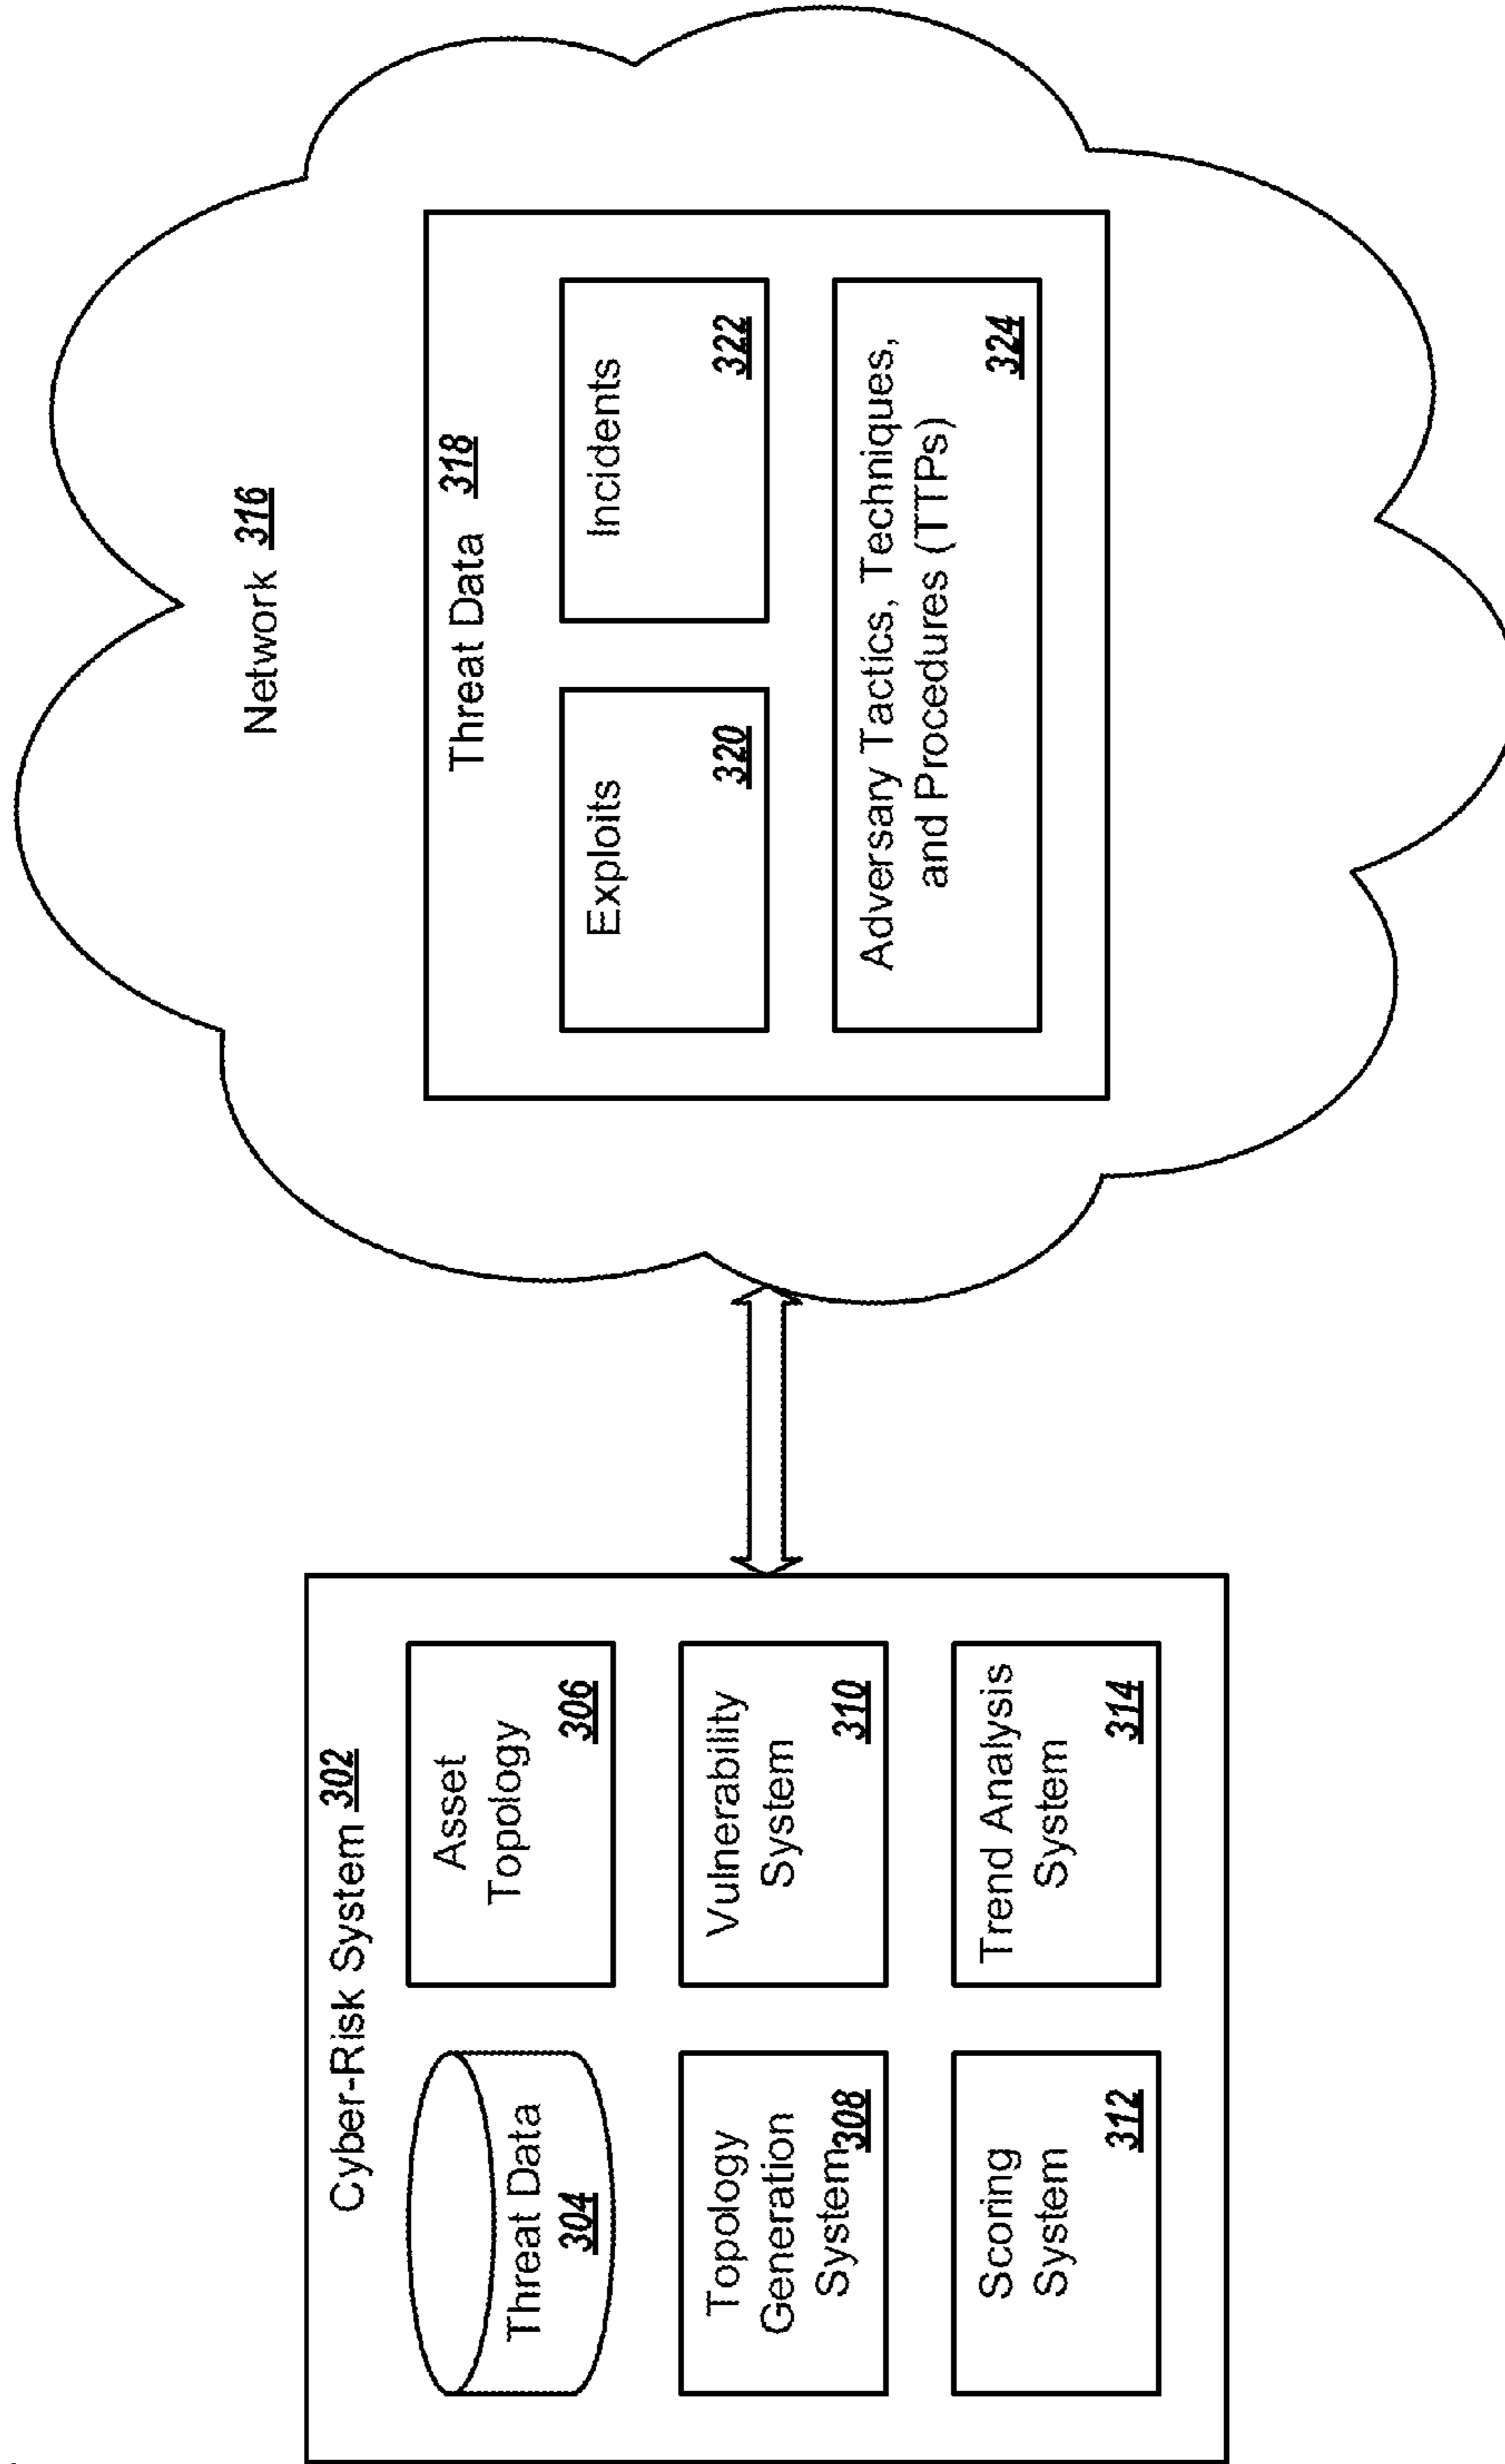 Cyber-Risk System 302
Threat Data
304
Asset
Topology
306
Topology
Generation
System 308
Vulnerability
System
310
Scoring
System
312
Trend Analysis
System
314
Network 316
Threat Data 318
Exploits
320
Incidents
322
Adversary Tactics, Techniques,
and Procedures (TTPs)
324